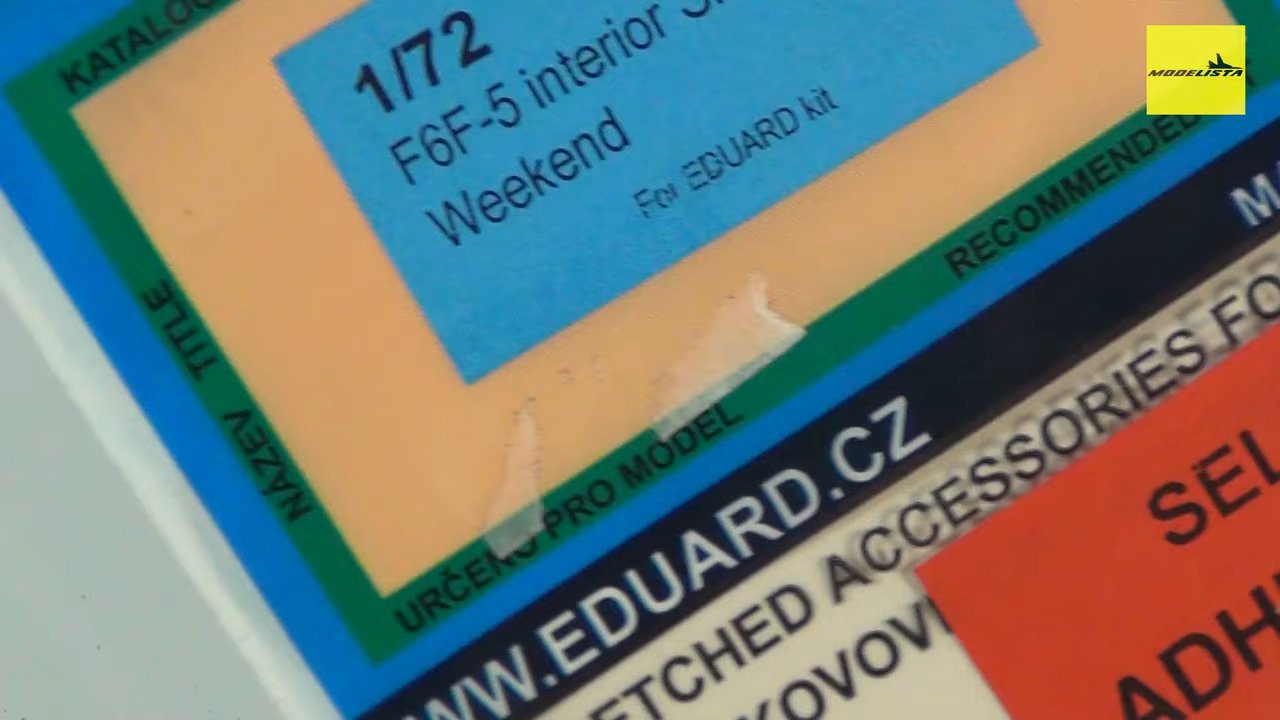 KATALOG
1/72
F6F-5 interior
Weekend
For EDUARD kit
MODELISTA
NÁZEV TITLE
URČENO PRO MODEL
RECOMMENDED
WWW.EDUARD.CZ
ETCHED ACCESSORIES FO
KOVOV
SEL
ADH